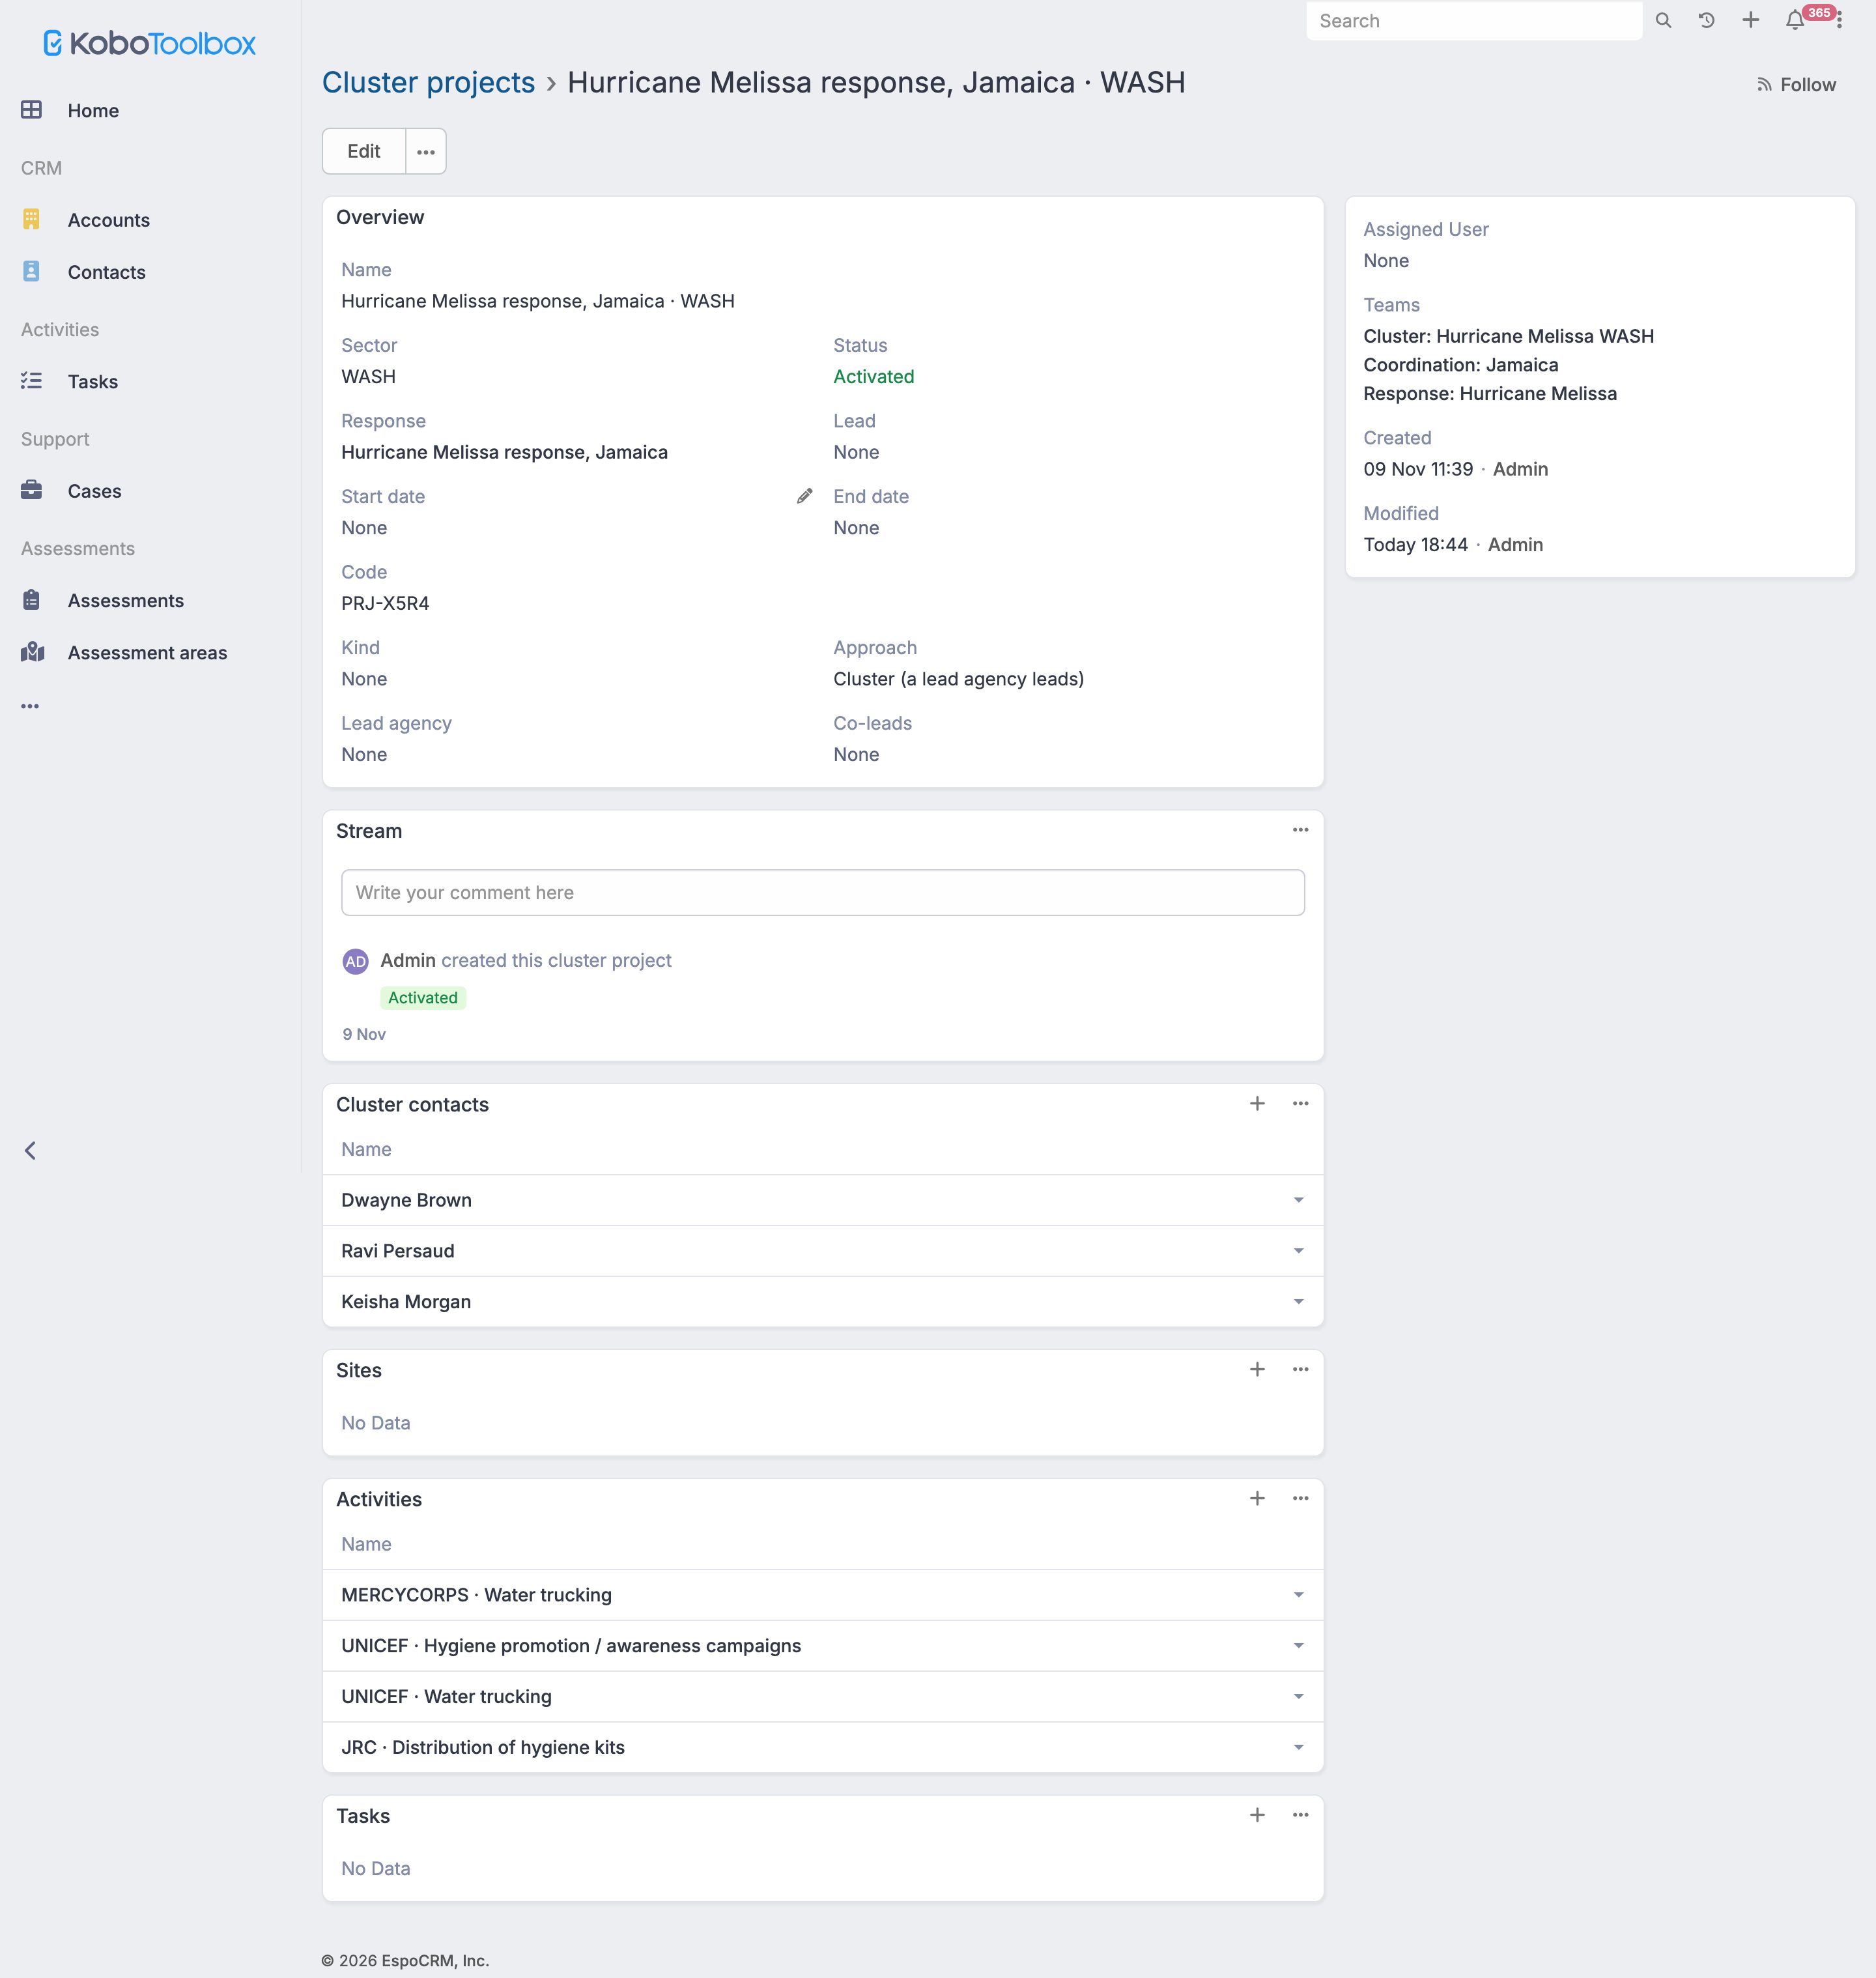 KoboToolbox
Search
365
Home
CRM
Accounts
Contacts
Activities
Tasks
Support
Cases
Assessments
Assessments
Assessment areas
Cluster projects › Hurricane Melissa response, Jamaica · WASH
Follow
Edit
Overview
Name
Hurricane Melissa response, Jamaica · WASH
Sector
WASH
Status
Activated
Response
Hurricane Melissa response, Jamaica
Lead
None
Start date
None
End date
None
Code
PRJ-X5R4
Kind
None
Approach
Cluster (a lead agency leads)
Lead agency
None
Co-leads
None
Assigned User
None
Teams
Cluster: Hurricane Melissa WASH
Coordination: Jamaica
Response: Hurricane Melissa
Created
09 Nov 11:39 · Admin
Modified
Today 18:44 · Admin
Stream
Write your comment here
AD
Admin created this cluster project
Activated
9 Nov
Cluster contacts
Name
Dwayne Brown
Ravi Persaud
Keisha Morgan
Sites
No Data
Activities
Name
MERCYCORPS · Water trucking
UNICEF · Hygiene promotion / awareness campaigns
UNICEF · Water trucking
JRC · Distribution of hygiene kits
Tasks
No Data
© 2026 EspoCRM, Inc.